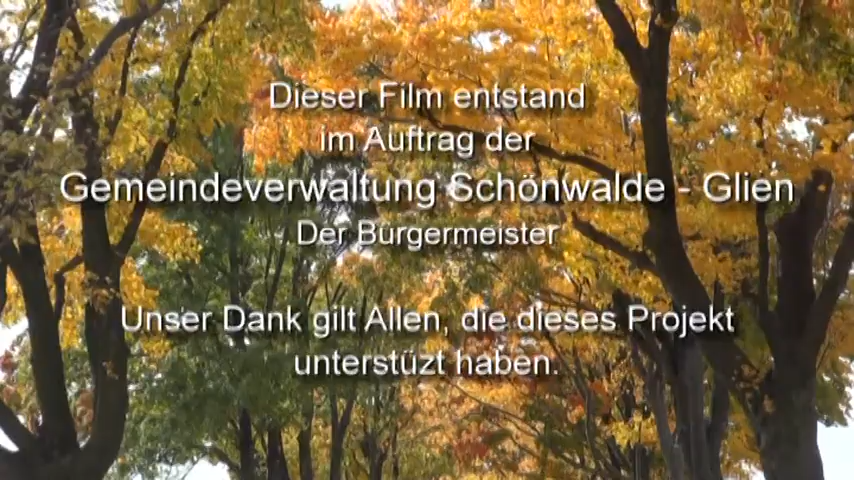 Dieser Film entstand
im Auftrag der
Gemeindeverwaltung Schönwalde - Glien
Der Bürgermeister
Unser Dank gilt Allen, die dieses Projekt
unterstüzt haben.